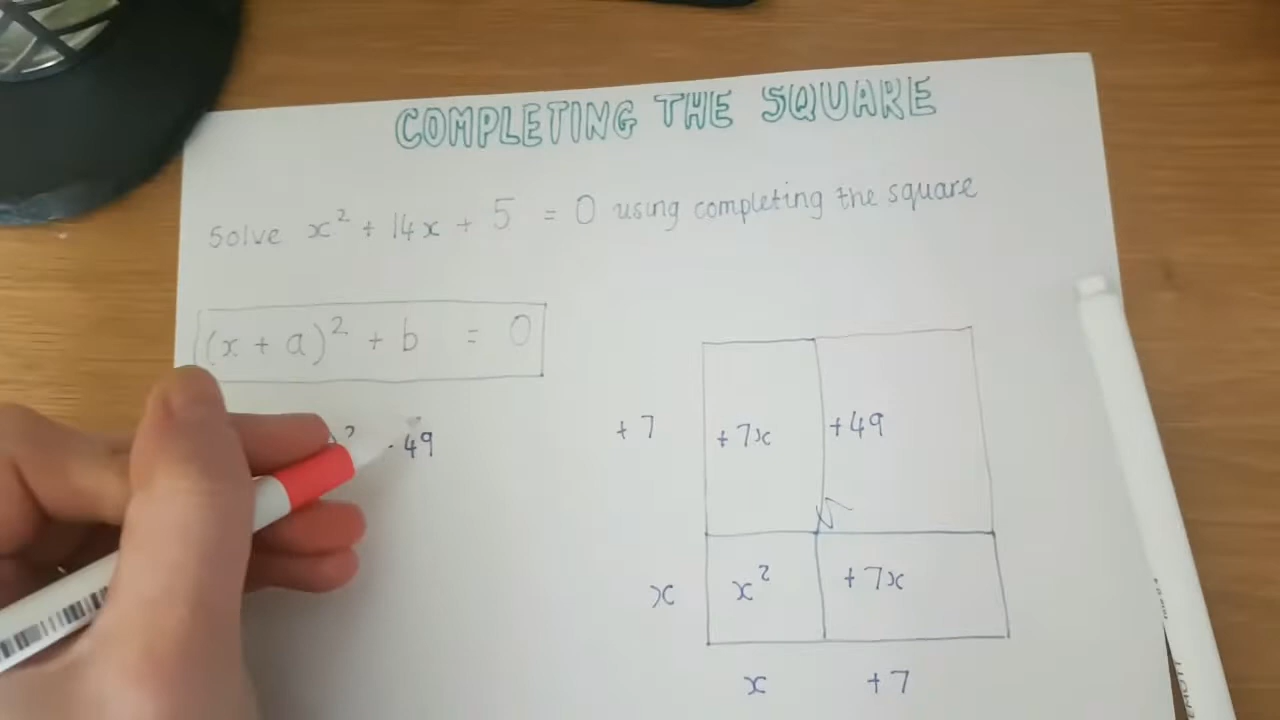 COMPLETING THE SQUARE
Solve x² + 14x + 5 = 0 using completing the square
(x + a)² + b = 0
)² - 49
+7 +7x +49
x x² +7x
x +7